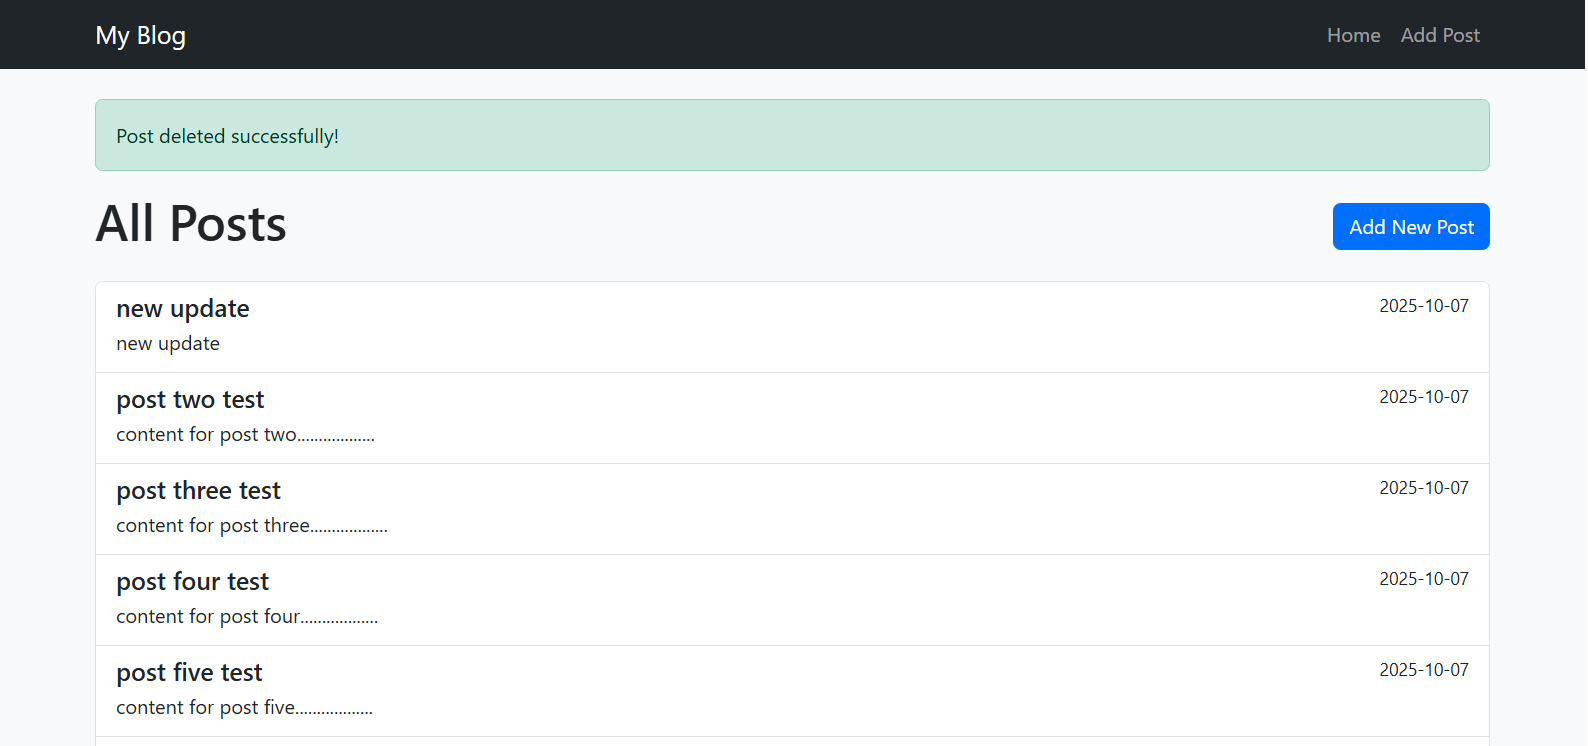 My Blog Home Add Post
Post deleted successfully!
All Posts Add New Post
new update 2025-10-07
new update
post two test 2025-10-07
content for post two..................
post three test 2025-10-07
content for post three..................
post four test 2025-10-07
content for post four..................
post five test 2025-10-07
content for post five..................